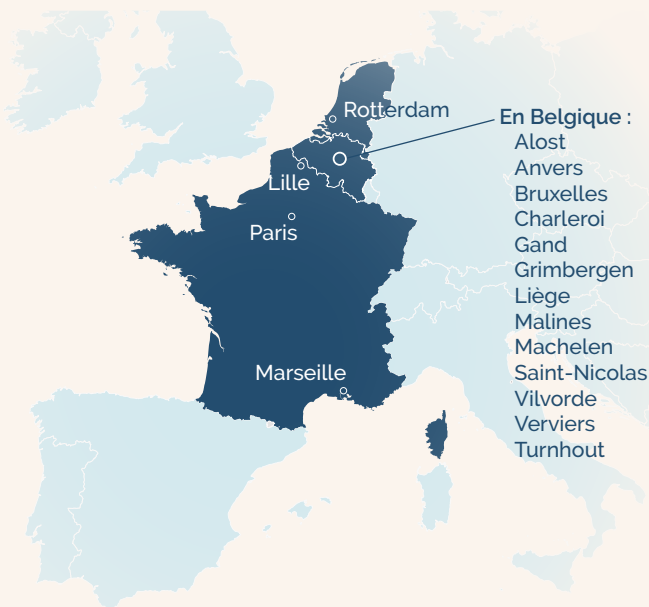 Rotterdam
Lille
Paris
Marseille
En Belgique :
Alost
Anvers
Bruxelles
Charleroi
Gand
Grimbergen
Liège
Malines
Machelen
Saint-Nicolas
Vilvorde
Verviers
Turnhout